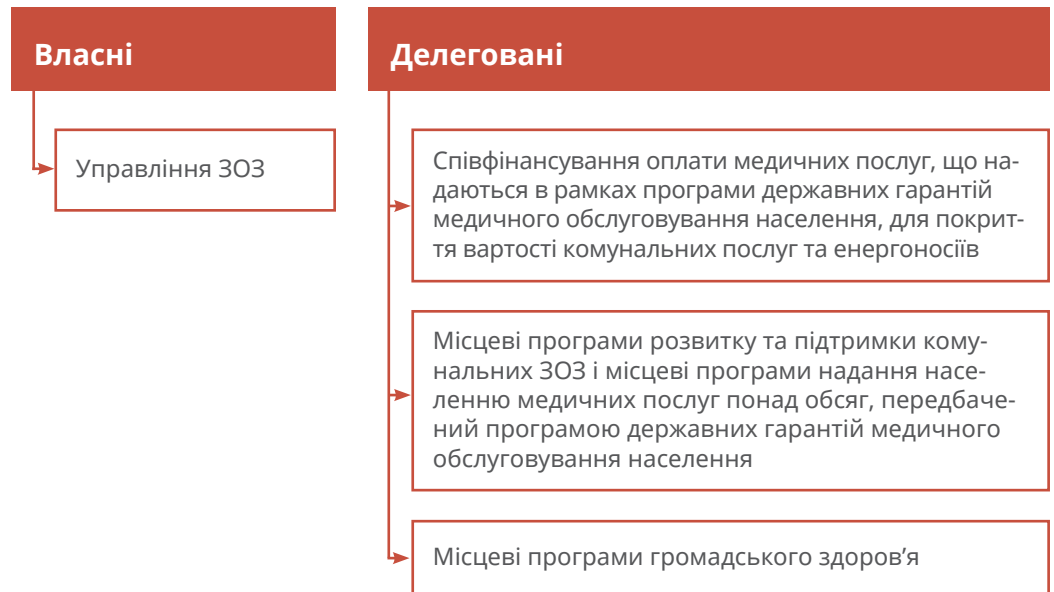 Власні
Управління ЗОЗ
Делеговані
Співфінансування оплати медичних послуг, що на-
даються в рамках програми державних гарантій
медичного обслуговування населення, для покрит-
тя вартості комунальних послуг та енергоносіїв
Місцеві програми розвитку та підтримки кому-
нальних ЗОЗ і місцеві програми надання насе-
ленню медичних послуг понад обсяг, передбаче-
ний програмою державних гарантій медичного
обслуговування населення
Місцеві програми громадського здоров’я